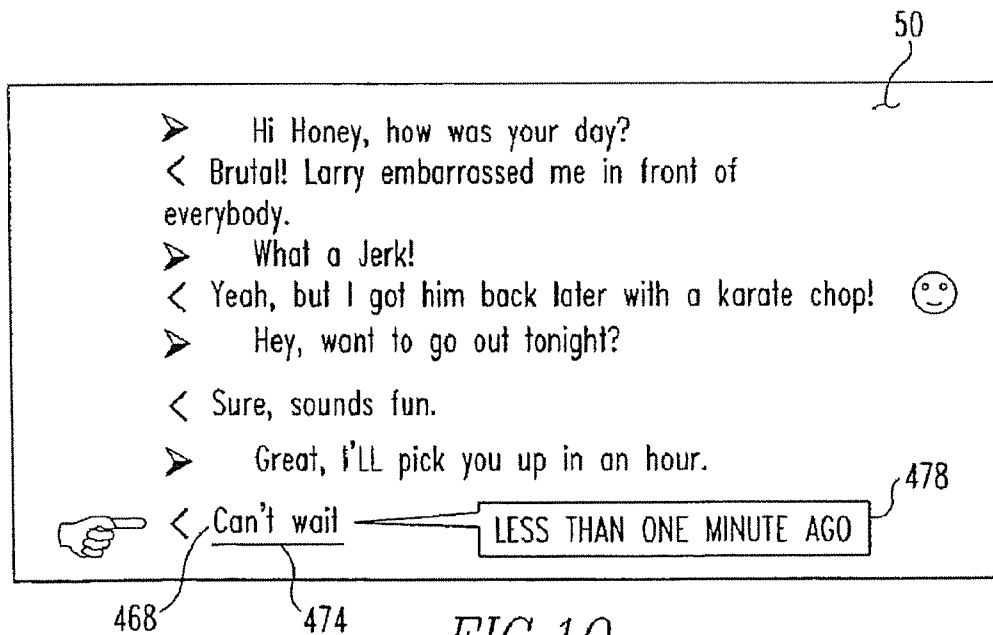 50
➢ Hi Honey, how was your day?
< Brutal! Larry embarrassed me in front of
everybody.
➢ What a Jerk!
< Yeah, but I got him back later with a karate chop!
➢ Hey, want to go out tonight?
< Sure, sounds fun.
➢ Great, I'LL pick you up in an hour.
478
< Can't wait LESS THAN ONE MINUTE AGO
468 474